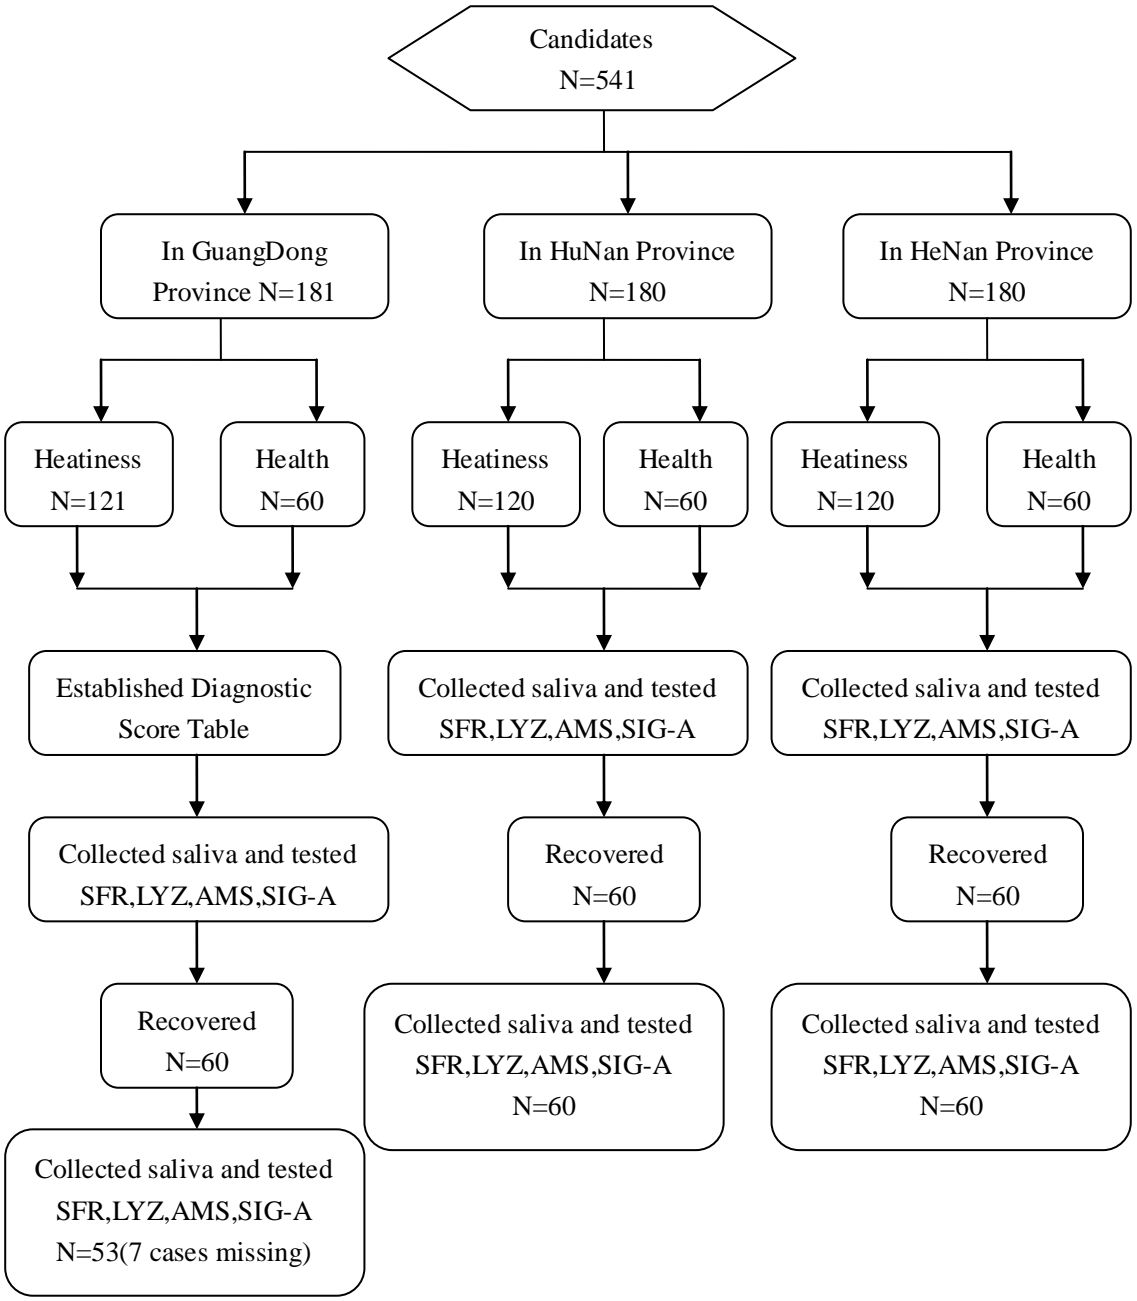 Candidates
N=541
In GuangDong
Province N=181
In HuNan Province
N=180
In HeNan Province
N=180
Heatiness
N=121
Health
N=60
Heatiness
N=120
Health
N=60
Heatiness
N=120
Health
N=60
Established Diagnostic
Score Table
Collected saliva and tested
SFR,LYZ,AMS,SIG-A
Collected saliva and tested
SFR,LYZ,AMS,SIG-A
Collected saliva and tested
SFR,LYZ,AMS,SIG-A
Recovered
N=60
Recovered
N=60
Recovered
N=60
Collected saliva and tested
SFR,LYZ,AMS,SIG-A
N=60
Collected saliva and tested
SFR,LYZ,AMS,SIG-A
N=60
Collected saliva and tested
SFR,LYZ,AMS,SIG-A
N=53(7 cases missing)